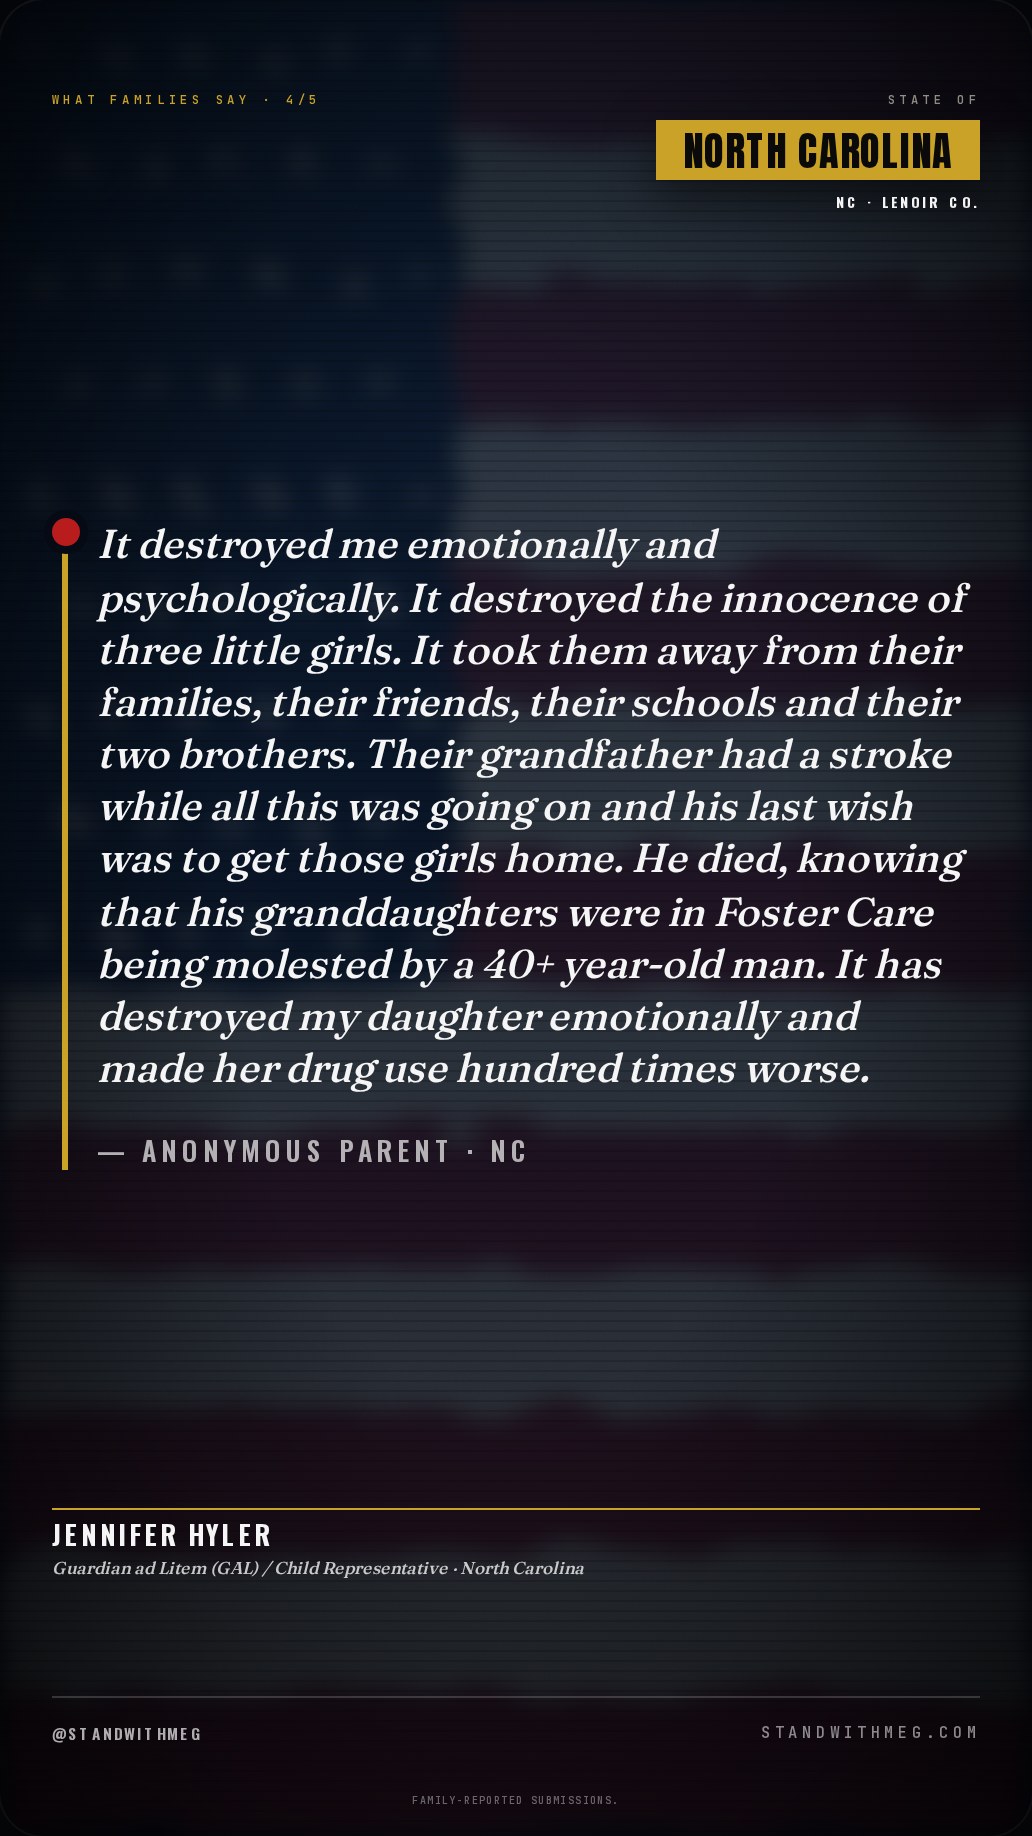 WHAT FAMILIES SAY · 4/5
STATE OF
NORTH CAROLINA
NC · LENOIR CO.
It destroyed me emotionally and
psychologically. It destroyed the innocence of
three little girls. It took them away from their
families, their friends, their schools and their
two brothers. Their grandfather had a stroke
while all this was going on and his last wish
was to get those girls home. He died, knowing
that his granddaughters were in Foster Care
being molested by a 40+ year-old man. It has
destroyed my daughter emotionally and
made her drug use hundred times worse.
— ANONYMOUS PARENT · NC
JENNIFER HYLER
Guardian ad Litem (GAL) / Child Representative · North Carolina
@STANDWITHMEG
STANDWITHMEG.COM
FAMILY-REPORTED SUBMISSIONS.